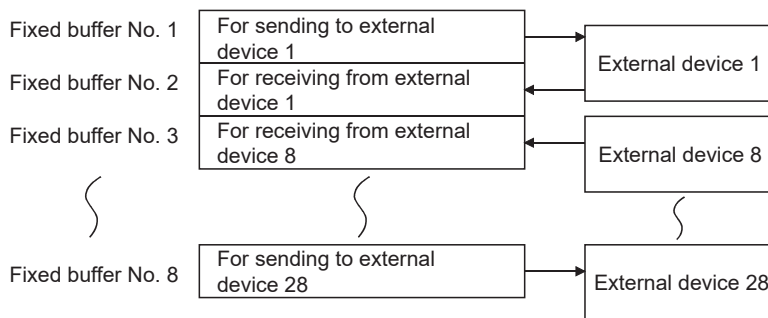 Fixed buffer No. 1
For sending to external
device 1
External device 1
Fixed buffer No. 2
For receiving from external
device 1
Fixed buffer No. 3
For receiving from external
device 8
External device 8
Fixed buffer No. 8
For sending to external
device 28
External device 28